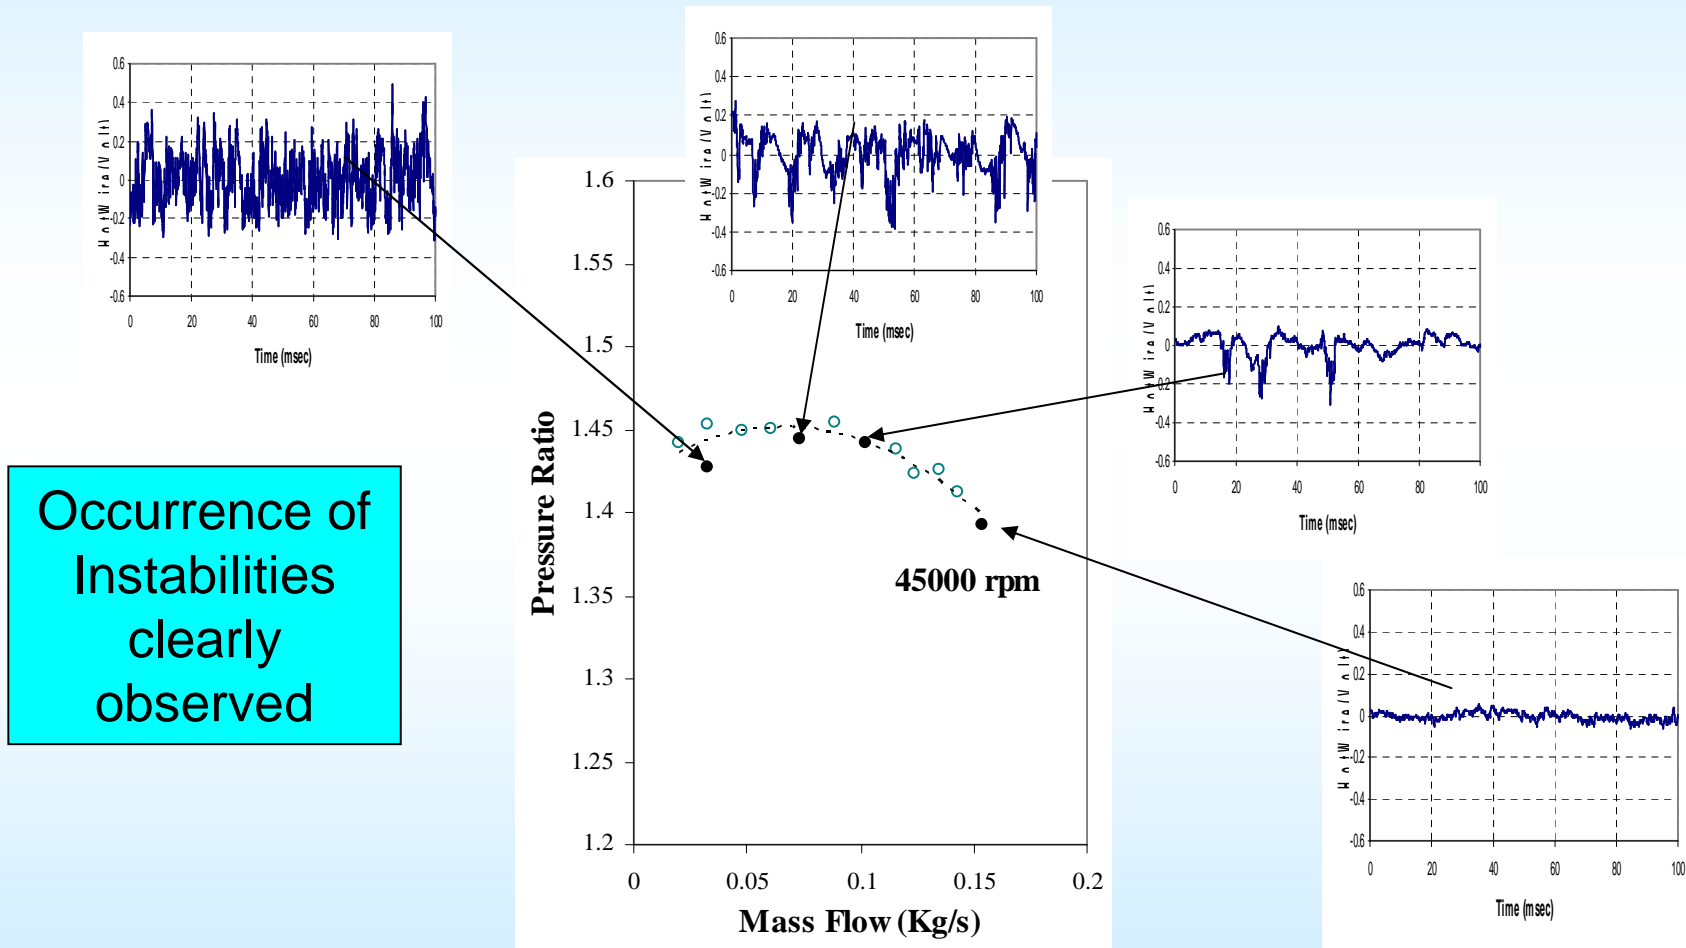 0.6
0.4
0.2
0
-0.2
-0.4
-0.6
0 20 40 60 80 100
Time (msec)
0.6
0.4
0.2
0
-0.2
-0.4
-0.6
0 20 40 60 80 100
Time (msec)
0.6
0.4
0.2
0
-0.2
-0.4
-0.6
0 20 40 60 80 100
Time (msec)
0.6
0.4
0.2
0
-0.2
-0.4
-0.6
0 20 40 60 80 100
Time (msec)
Occurrence of
Instabilities
clearly
observed
Pressure Ratio
1.6
1.55
1.5
1.45
1.4
1.35
1.3
1.25
1.2
45000 rpm
0 0.05 0.1 0.15 0.2
Mass Flow (Kg/s)